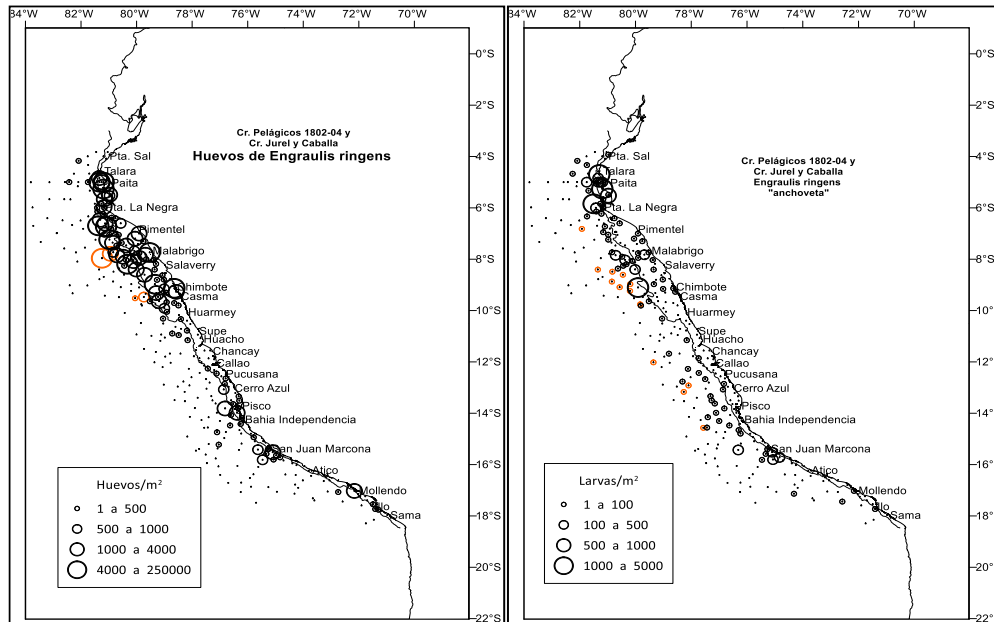 84°W 82°W 80°W 78°W 76°W 74°W 72°W 70°W
0°S
2°S
4°S
6°S
8°S
10°S
12°S
14°S
16°S
18°S
20°S
22°S
Cr. Pelágicos 1802-04 y
Cr. Jurel y Caballa
Huevos de Engraulis ringens
Pta. Sal
Talara
Paita
Pta. La Negra
Pimentel
Malabrigo
Salaverry
Chimbote
Casma
Huarmey
Supe
Huacho
Chancay
Callao
Pucusana
Cerro Azul
Pisco
Bahia Independencia
San Juan Marcona
Atico
Mollendo
Ilo
Sama
Huevos/m²
1 a 500
500 a 1000
1000 a 4000
4000 a 250000
84°W 82°W 80°W 78°W 76°W 74°W 72°W 70°W
0°S
2°S
4°S
6°S
8°S
10°S
12°S
14°S
16°S
18°S
20°S
22°S
Cr. Pelágicos 1802-04 y
Cr. Jurel y Caballa
Engraulis ringens
"anchoveta"
Pta. Sal
Talara
Paita
Pta. La Negra
Pimentel
Malabrigo
Salaverry
Chimbote
Casma
Huarmey
Supe
Huacho
Chancay
Callao
Pucusana
Cerro Azul
Pisco
Bahia Independencia
San Juan Marcona
Atico
Mollendo
Ilo
Sama
Larvas/m²
1 a 100
100 a 500
500 a 1000
1000 a 5000